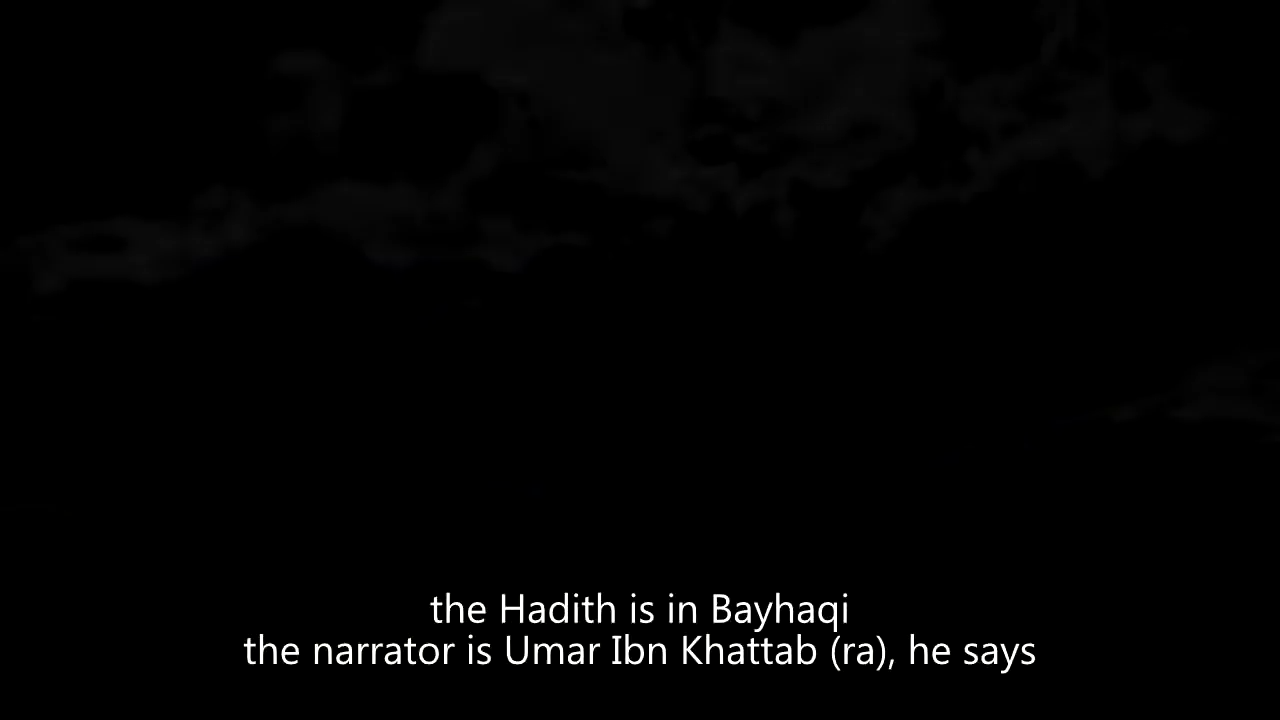 the Hadith is in Bayhaqi
the narrator is Umar Ibn Khattab (ra), he says